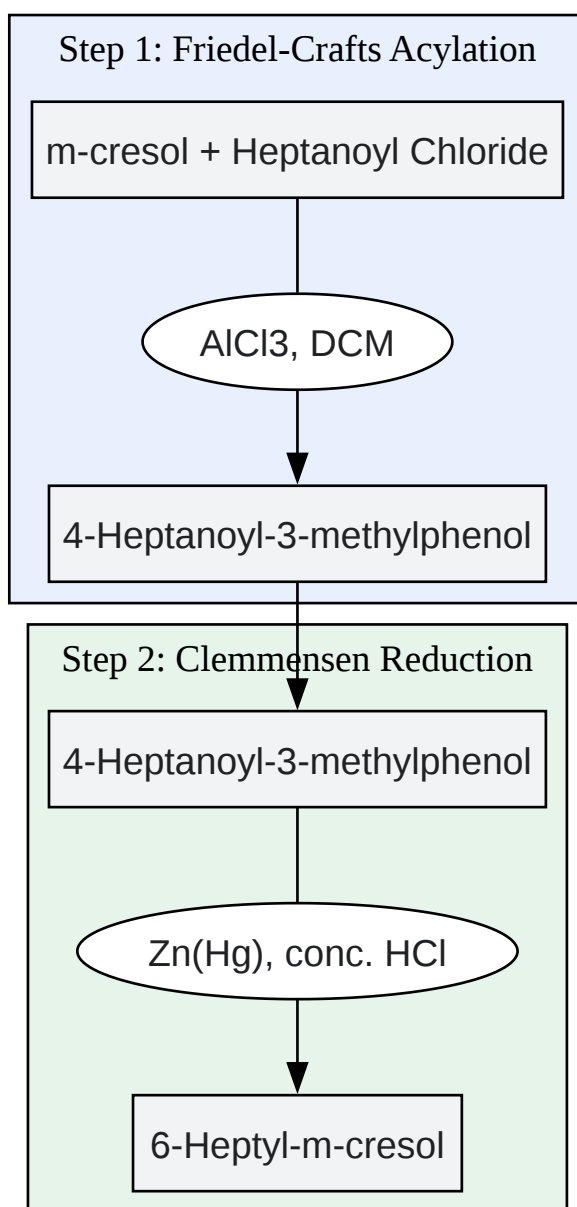 Step 1: Friedel-Crafts Acylation
m-cresol + Heptanoyl Chloride
AlCl3, DCM
4-Heptanoyl-3-methylphenol
Step 2: Clemmensen Reduction
4-Heptanoyl-3-methylphenol
Zn(Hg), conc. HCl
6-Heptyl-m-cresol